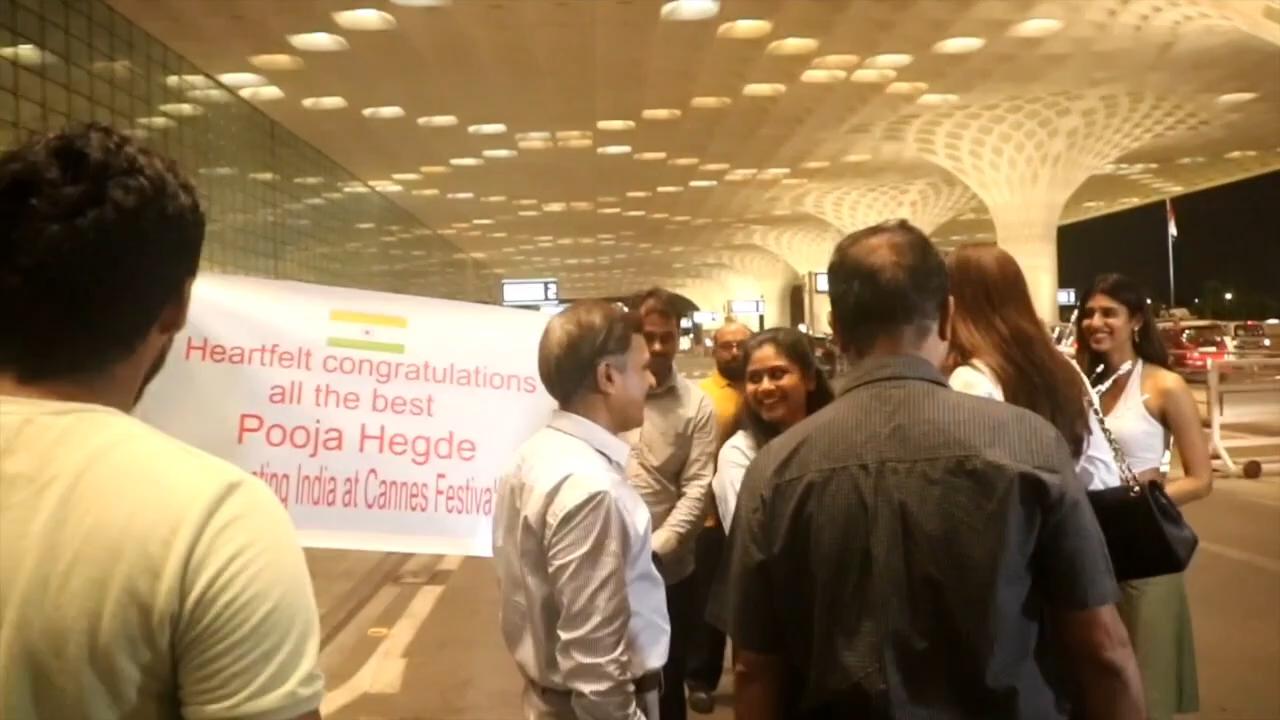 Heartfelt congratulations
all the best
Pooja Hegde
ting India at Cannes Festiva